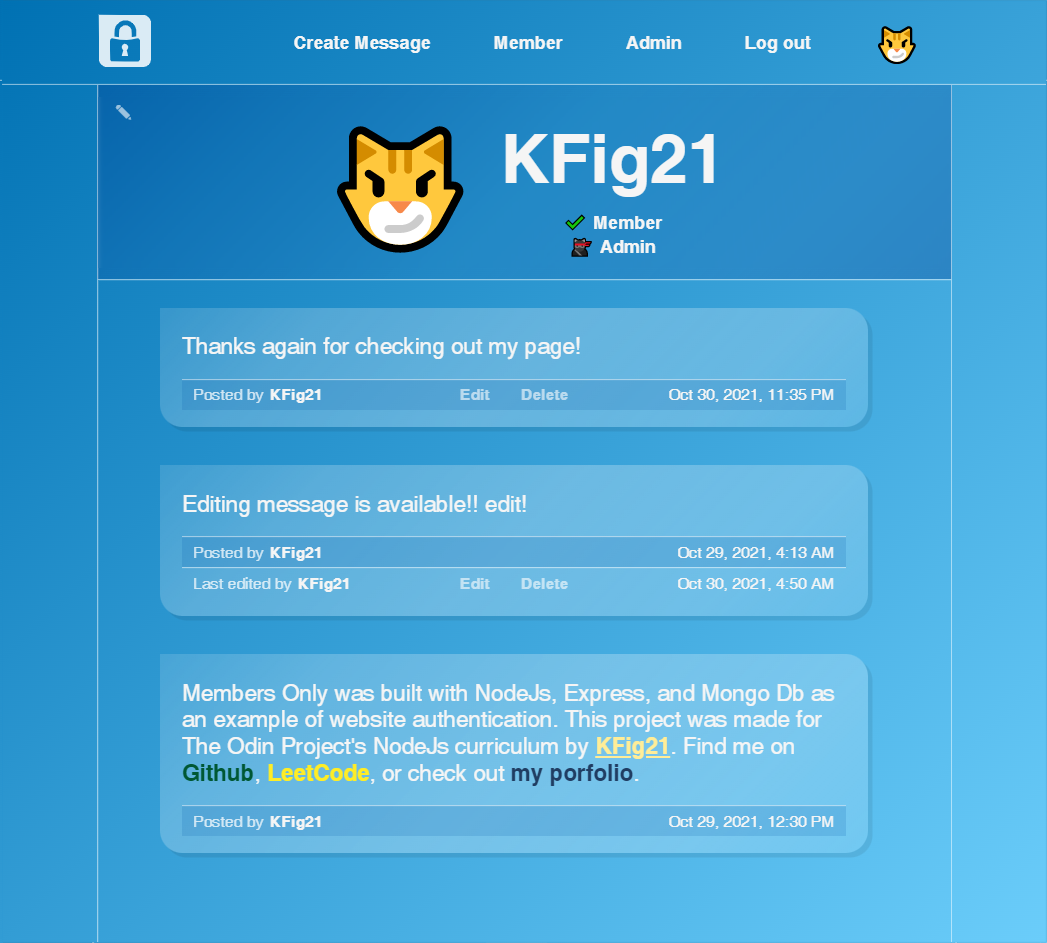 Create Message Member Admin Log out
KFig21
Member
Admin
Thanks again for checking out my page!
Posted by KFig21 Edit Delete Oct 30, 2021, 11:35 PM
Editing message is available!! edit!
Posted by KFig21 Oct 29, 2021, 4:13 AM
Last edited by KFig21 Edit Delete Oct 30, 2021, 4:50 AM
Members Only was built with NodeJs, Express, and Mongo Db as
an example of website authentication. This project was made for
The Odin Project's NodeJs curriculum by KFig21. Find me on
Github, LeetCode, or check out my porfolio.
Posted by KFig21 Oct 29, 2021, 12:30 PM